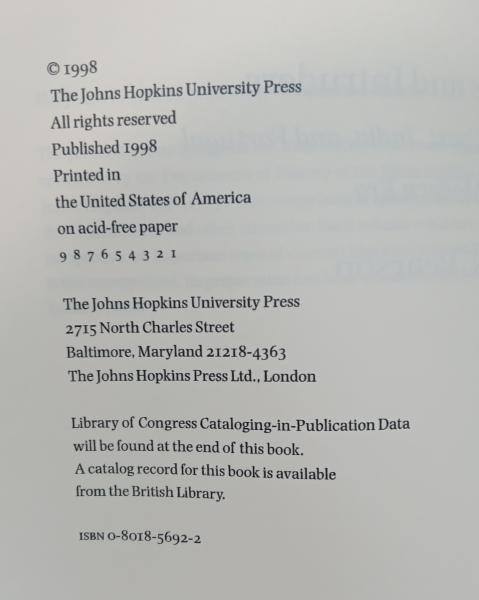 © 1998
The Johns Hopkins University Press
All rights reserved
Published 1998
Printed in
the United States of America
on acid-free paper
9 8 7 6 5 4 3 2 1
The Johns Hopkins University Press
2715 North Charles Street
Baltimore, Maryland 21218-4363
The Johns Hopkins Press Ltd., London
Library of Congress Cataloging-in-Publication Data
will be found at the end of this book.
A catalog record for this book is available
from the British Library.
ISBN 0-8018-5692-2